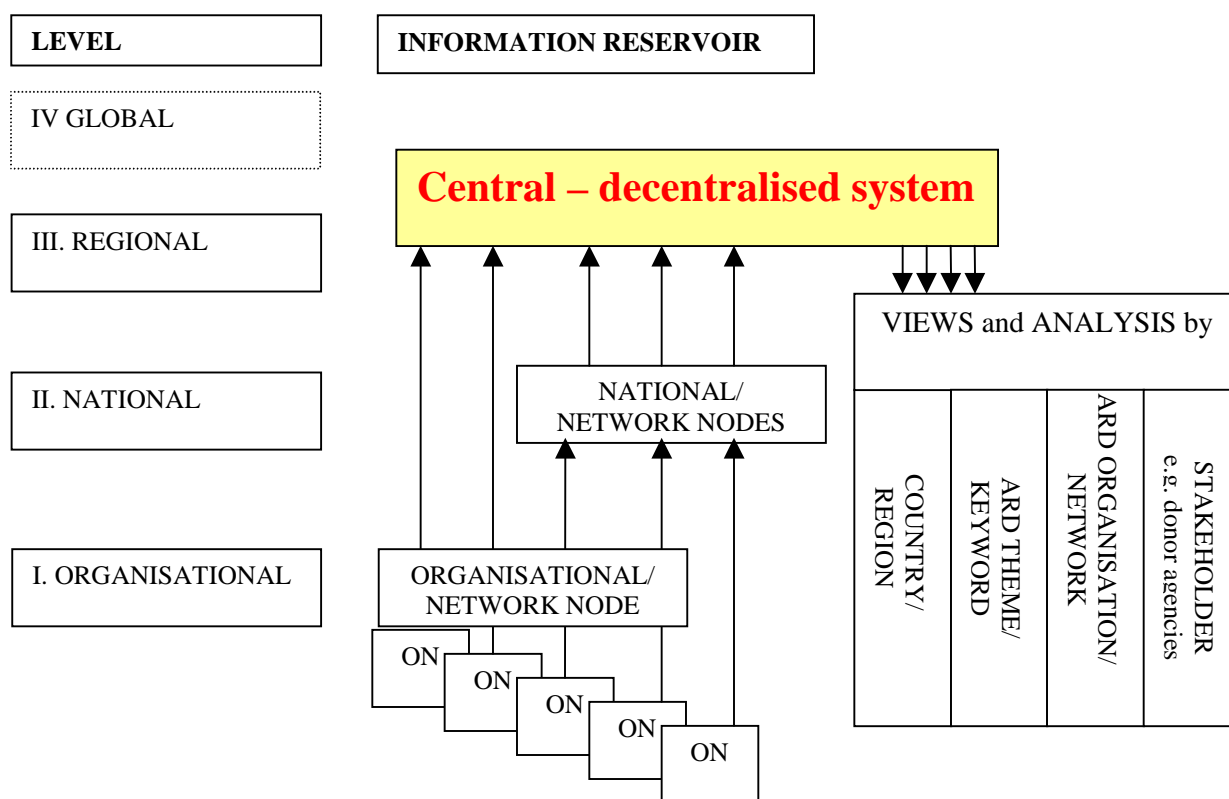 LEVEL
INFORMATION RESERVOIR
IV GLOBAL
Central – decentralised system
III. REGIONAL
VIEWS and ANALYSIS by
II. NATIONAL
NATIONAL/
NETWORK NODES
COUNTRY/
REGION
ARD THEME/
KEYWORD
ARD ORGANISATION/
NETWORK
STAKEHOLDER
e.g. donor agencies
I. ORGANISATIONAL
ORGANISATIONAL/
NETWORK NODE
ON
ON
ON
ON
ON